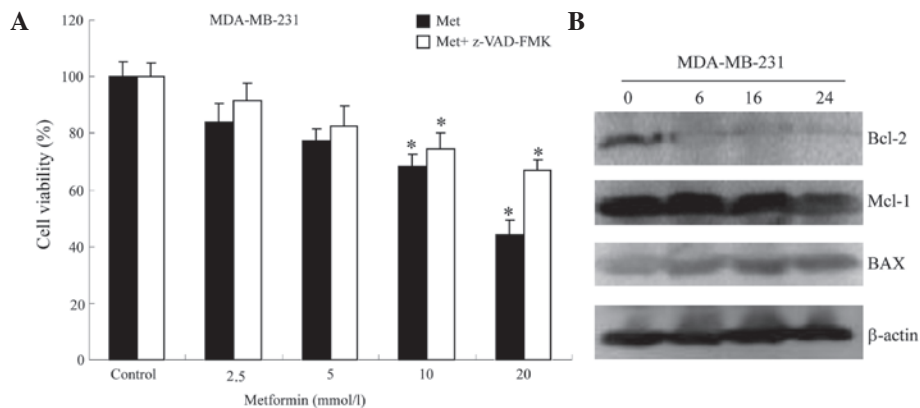 A
MDA-MB-231
Met
Met+ z-VAD-FMK
120
100
80
60
40
20
0
Cell viability (%)
* *
* *
Control 2.5 5 10 20
Metformin (mmol/l)
B
MDA-MB-231
0 6 16 24
Bcl-2
Mcl-1
BAX
β-actin